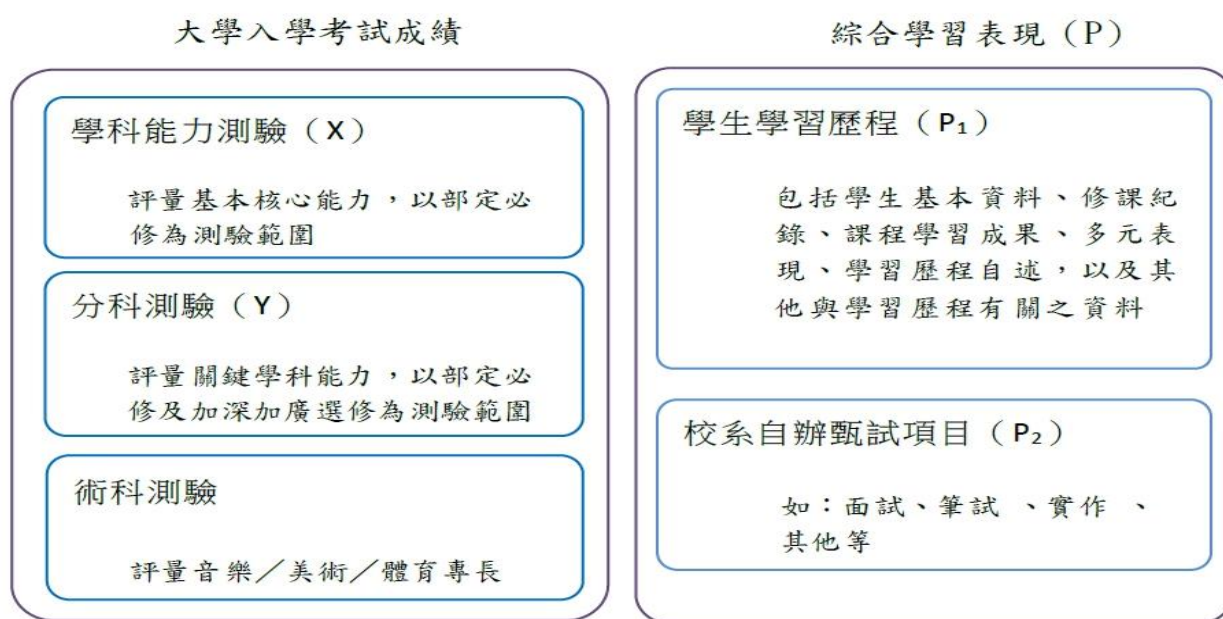 大學入學考試成績
學科能力測驗（X）
評量基本核心能力，以部定必
修為測驗範圍
分科測驗（Y）
評量關鍵學科能力，以部定必
修及加深加廣選修為測驗範圍
術科測驗
評量音樂／美術／體育專長
綜合學習表現（P）
學生學習歷程（P₁）
包括學生基本資料、修課紀
錄、課程學習成果、多元表
現、學習歷程自述，以及其
他與學習歷程有關之資料
校系自辦甄試項目（P₂）
如：面試、筆試、實作、
其他等